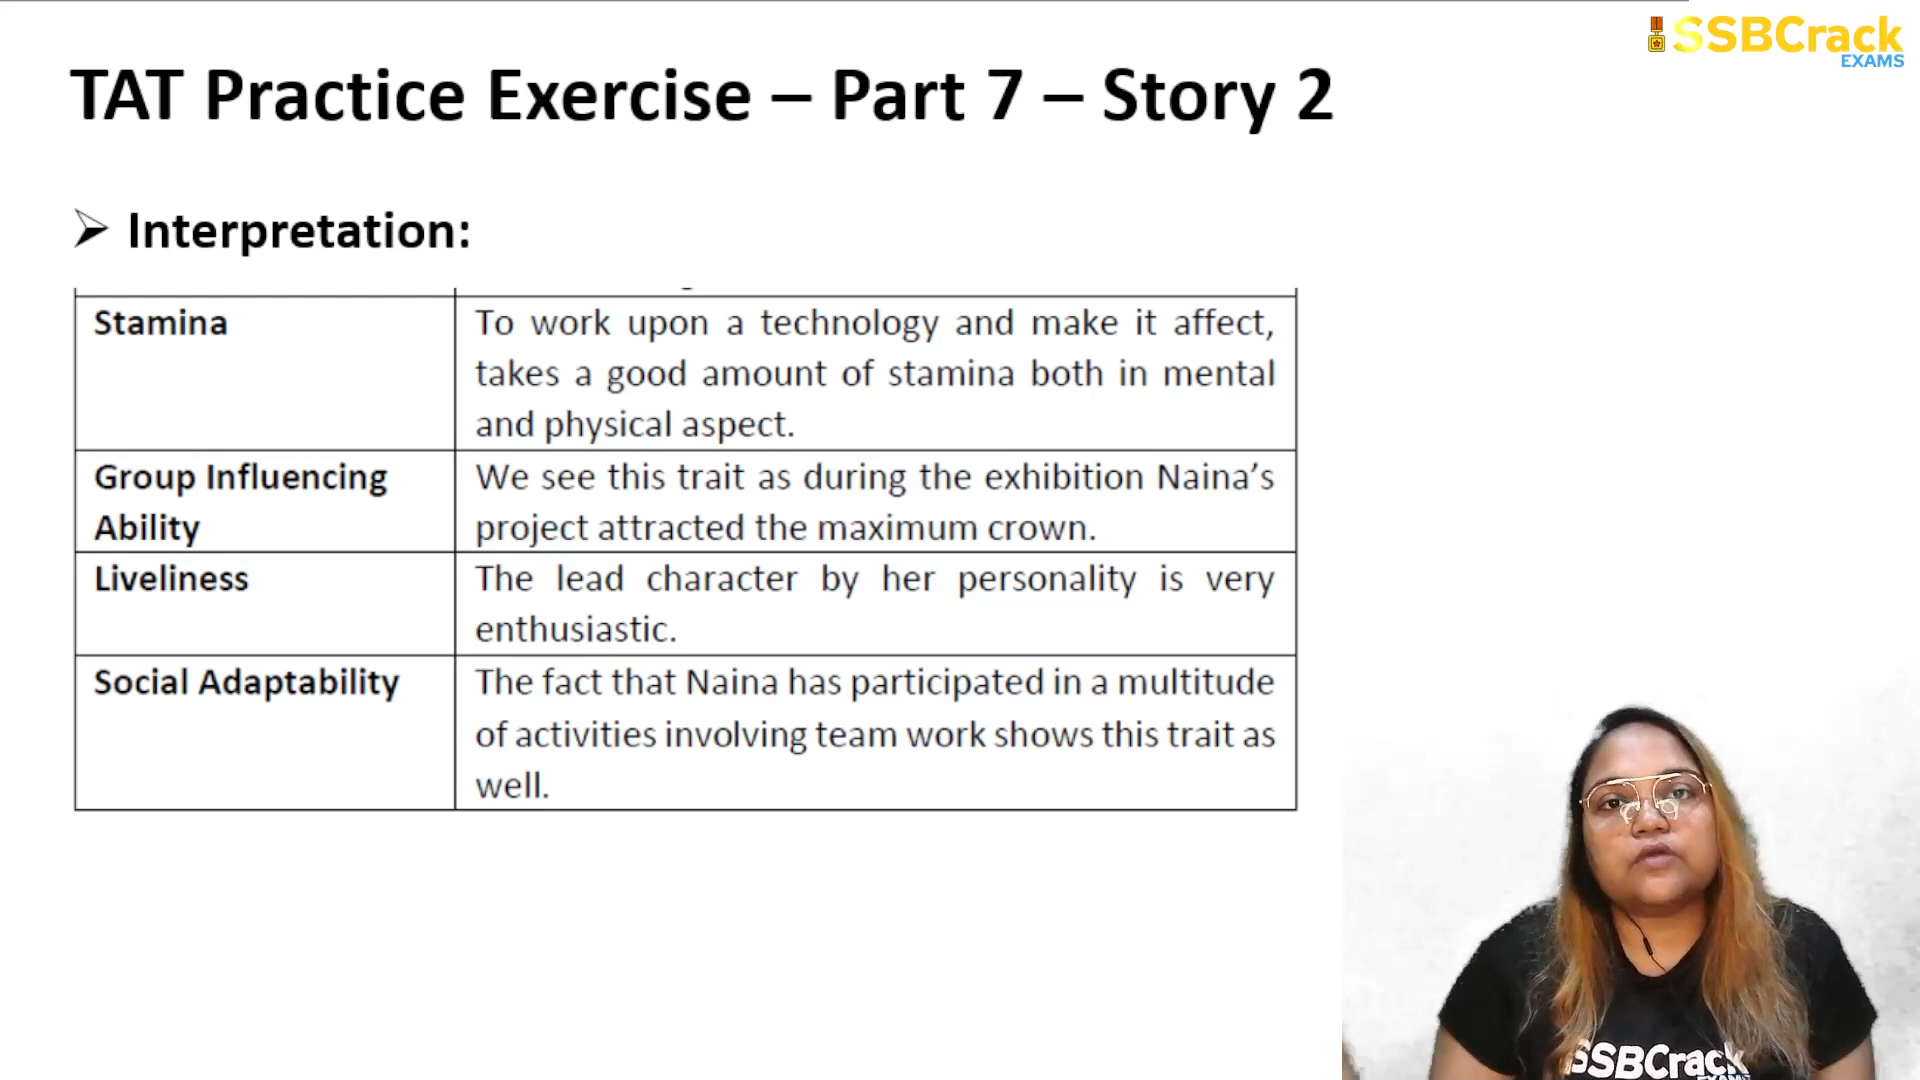 SSBCrack
EXAMS
TAT Practice Exercise – Part 7 – Story 2
Interpretation:
Stamina
To work upon a technology and make it affect,
takes a good amount of stamina both in mental
and physical aspect.
Group Influencing
Ability
We see this trait as during the exhibition Naina’s
project attracted the maximum crown.
Liveliness
The lead character by her personality is very
enthusiastic.
Social Adaptability
The fact that Naina has participated in a multitude
of activities involving team work shows this trait as
well.
SSBCrack
EXAMS